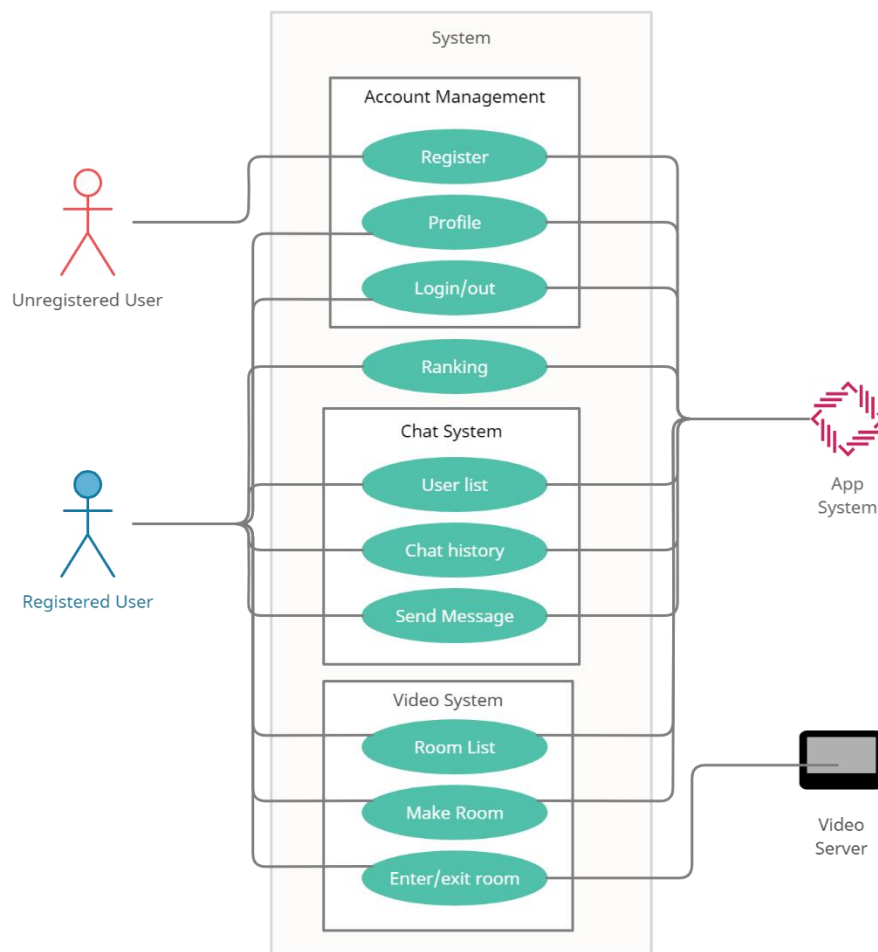 System
Account Management
Register
Profile
Login/out
Unregistered User
Ranking
Chat System
User list
Chat history
Send Message
Registered User
App
System
Video System
Room List
Make Room
Enter/exit room
Video
Server